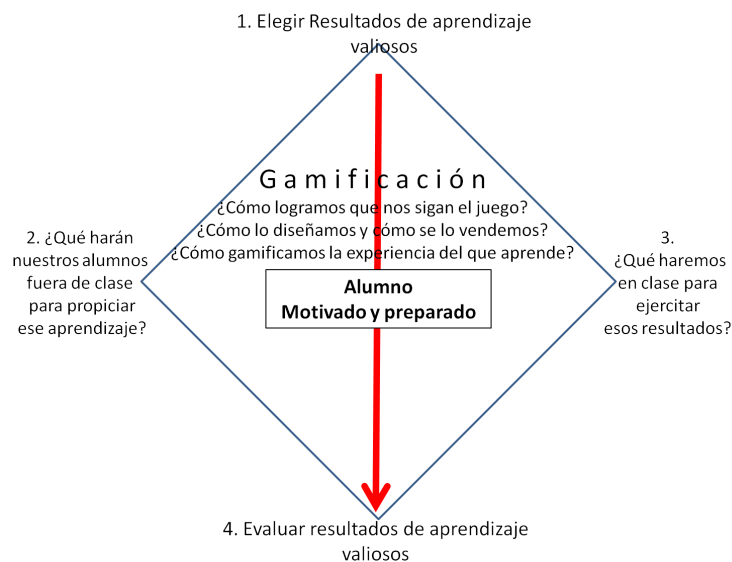 1. Elegir Resultados de aprendizaje
valiosos
Gamificación
¿Cómo logramos que nos sigan el juego?
¿Cómo lo diseñamos y cómo se lo vendemos?
¿Cómo gamificamos la experiencia del que aprende?
Alumno
Motivado y preparado
2. ¿Qué harán
nuestros alumnos
fuera de clase
para propiciar
ese aprendizaje?
3.
¿Qué haremos
en clase para
ejercitar
esos resultados?
4. Evaluar resultados de aprendizaje
valiosos